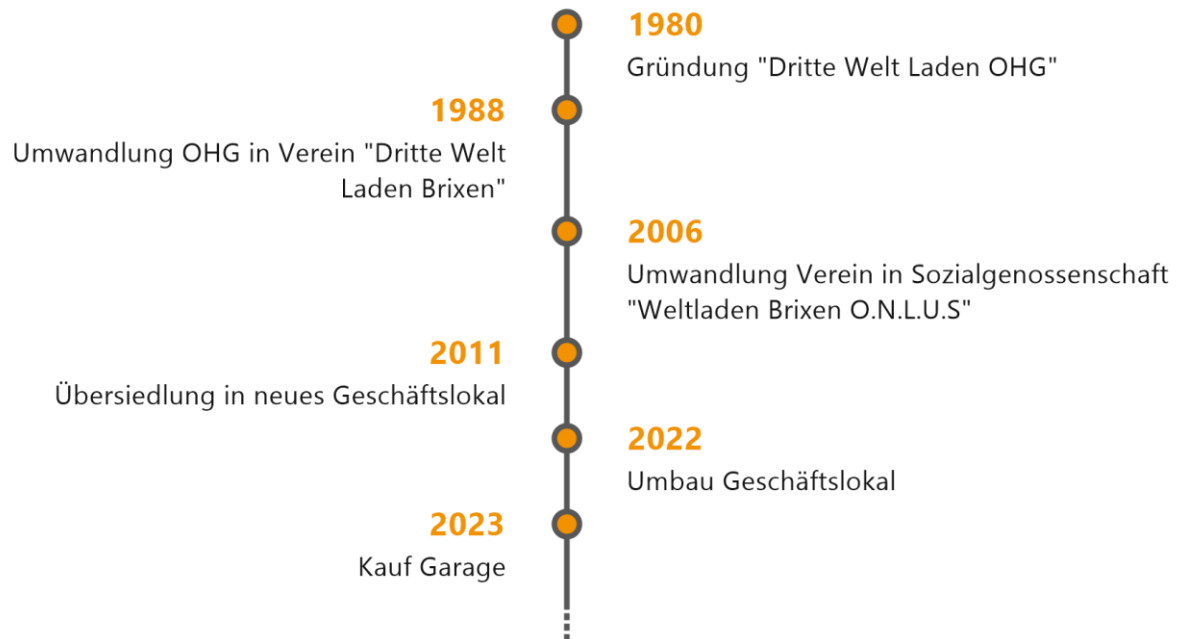 1980
Gründung "Dritte Welt Laden OHG"
1988
Umwandlung OHG in Verein "Dritte Welt
Laden Brixen"
2006
Umwandlung Verein in Sozialgenossenschaft
"Weltladen Brixen O.N.L.U.S"
2011
Übersiedlung in neues Geschäftslokal
2022
Umbau Geschäftslokal
2023
Kauf Garage